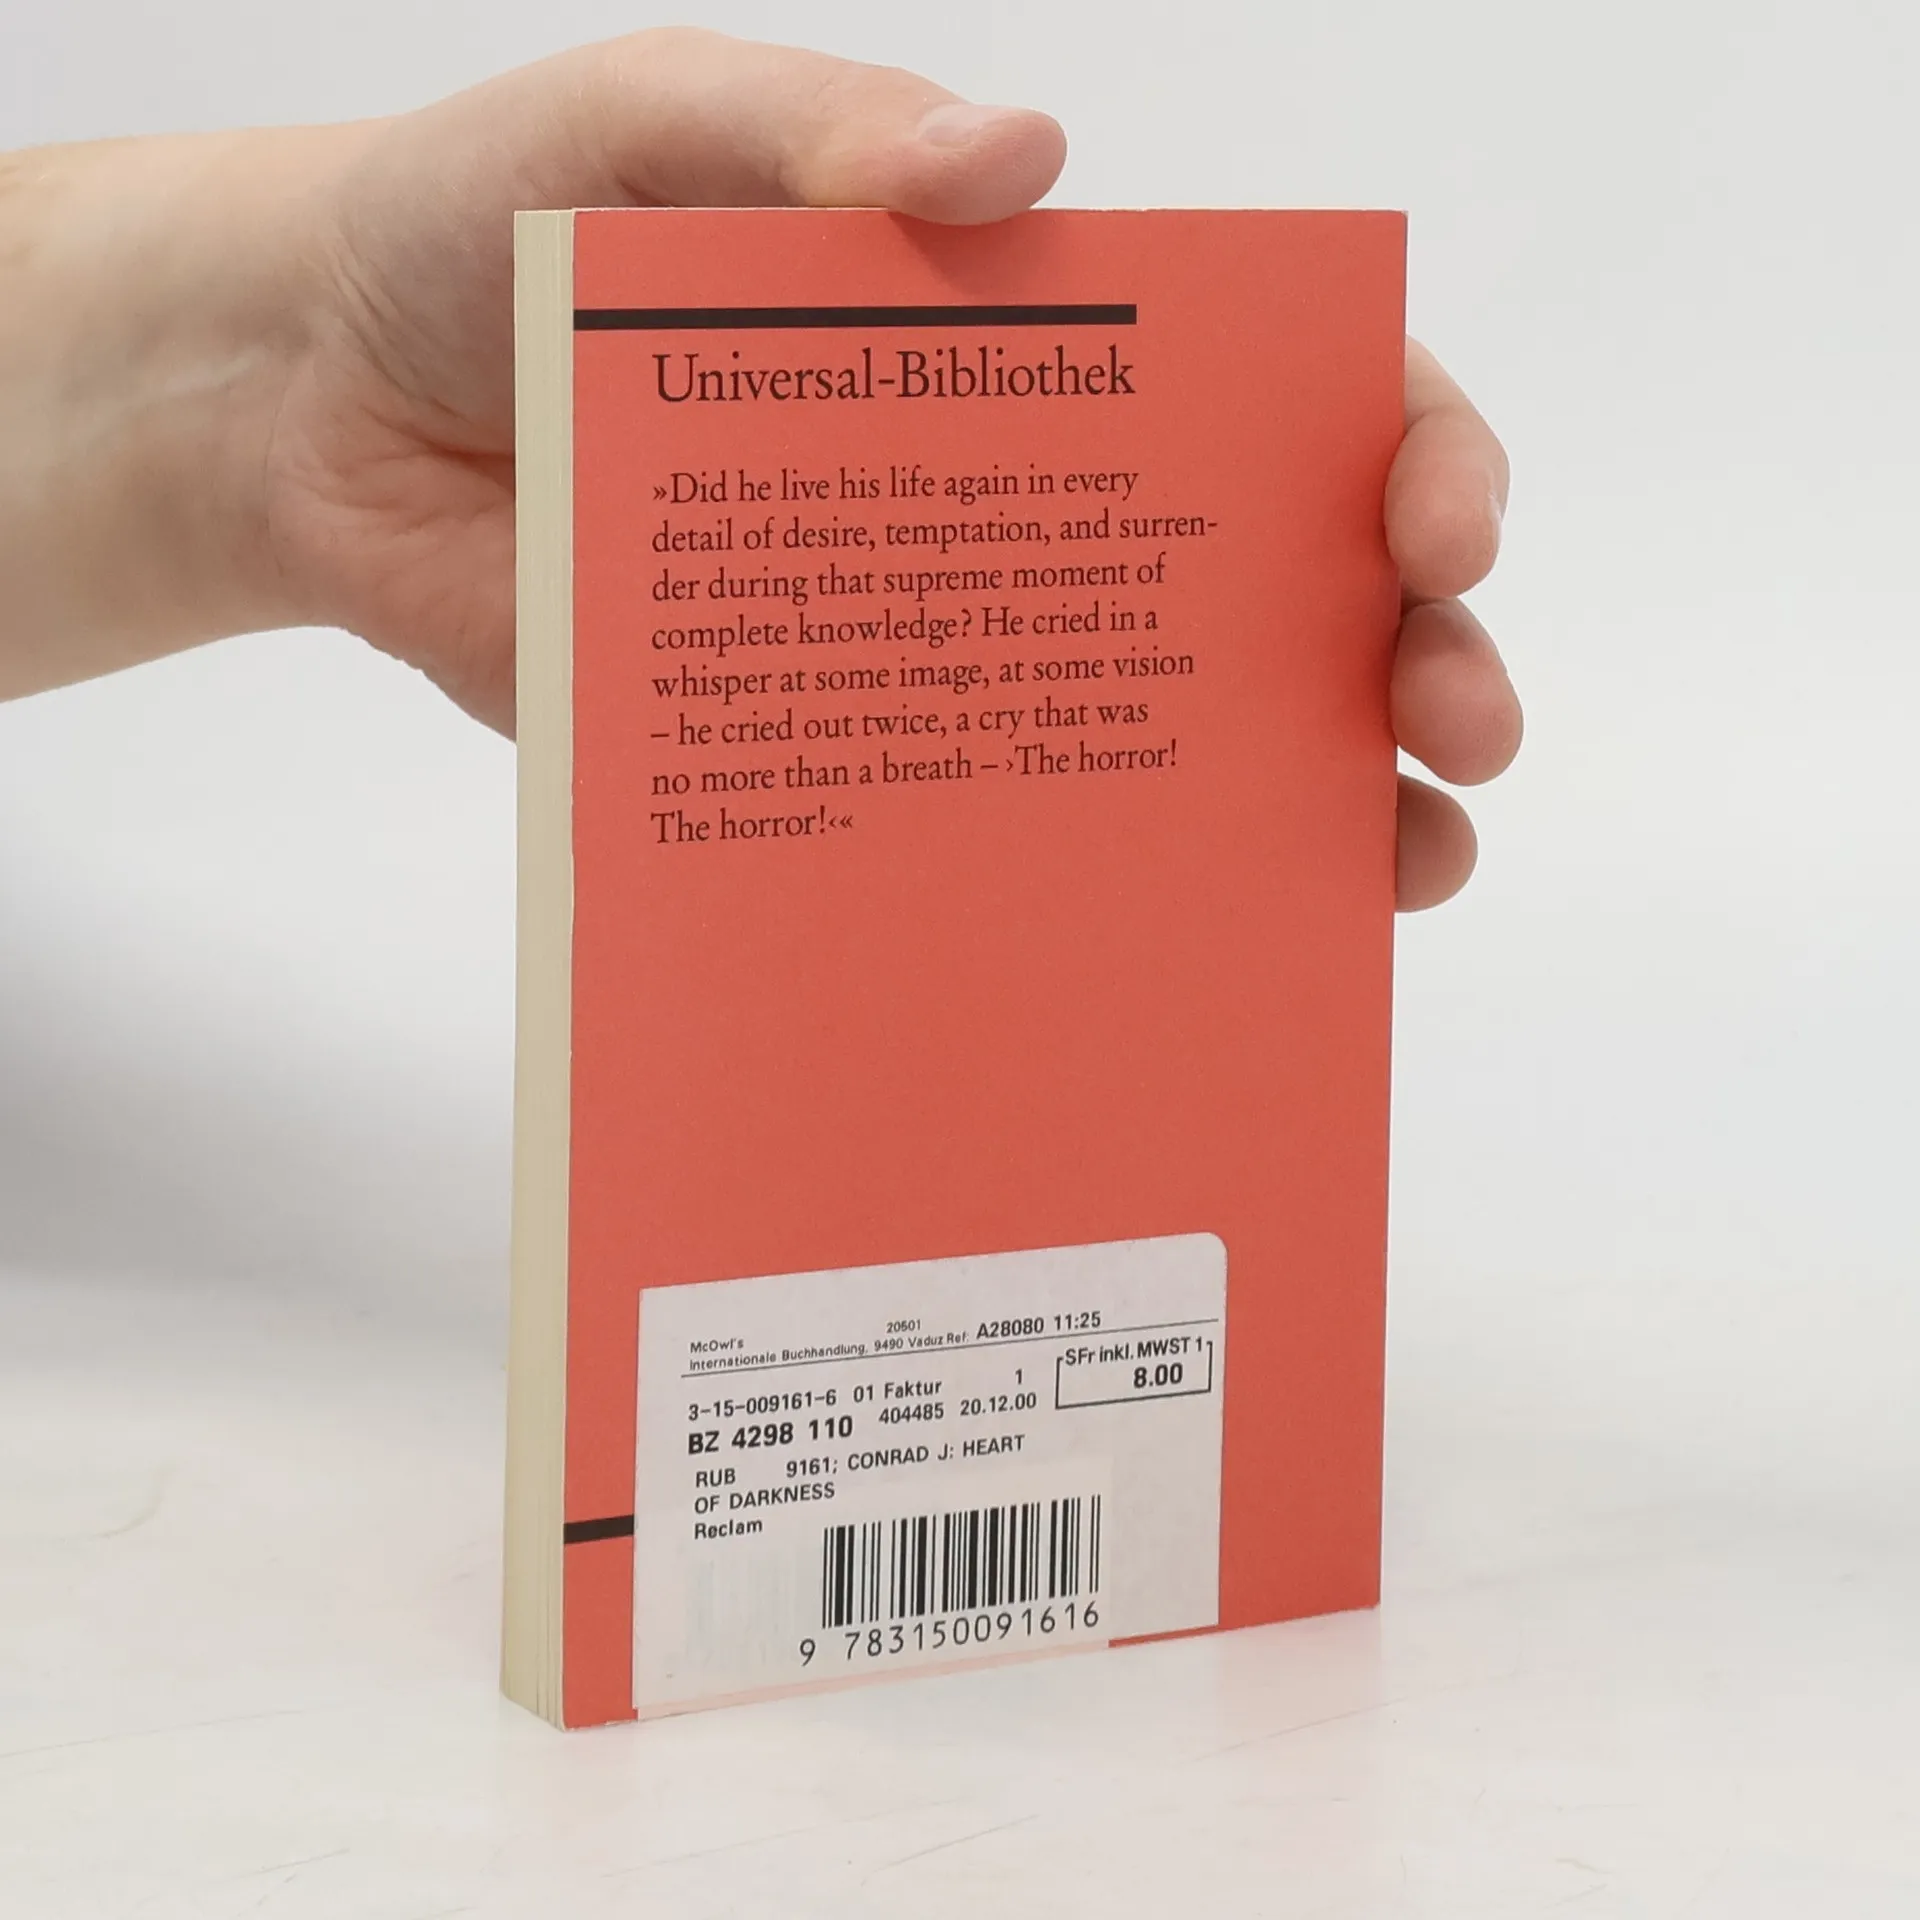 Universal-Bibliothek
»Did he live his life again in every
detail of desire, temptation, and surren-
der during that supreme moment of
complete knowledge? He cried in a
whisper at some image, at some vision
– he cried out twice, a cry that was
no more than a breath – ›The horror!
The horror!‹«
McOwl's 20601
Internationale Buchhandlung, 9490 Vaduz Ref: A28080 11:25
SFr inkl. MWST 1
8.00
3-15-009161-6 01 Faktur 1
BZ 4298 110 404485 20.12.00
RUB 9161; CONRAD J: HEART
OF DARKNESS
Reclam
9 783150091616